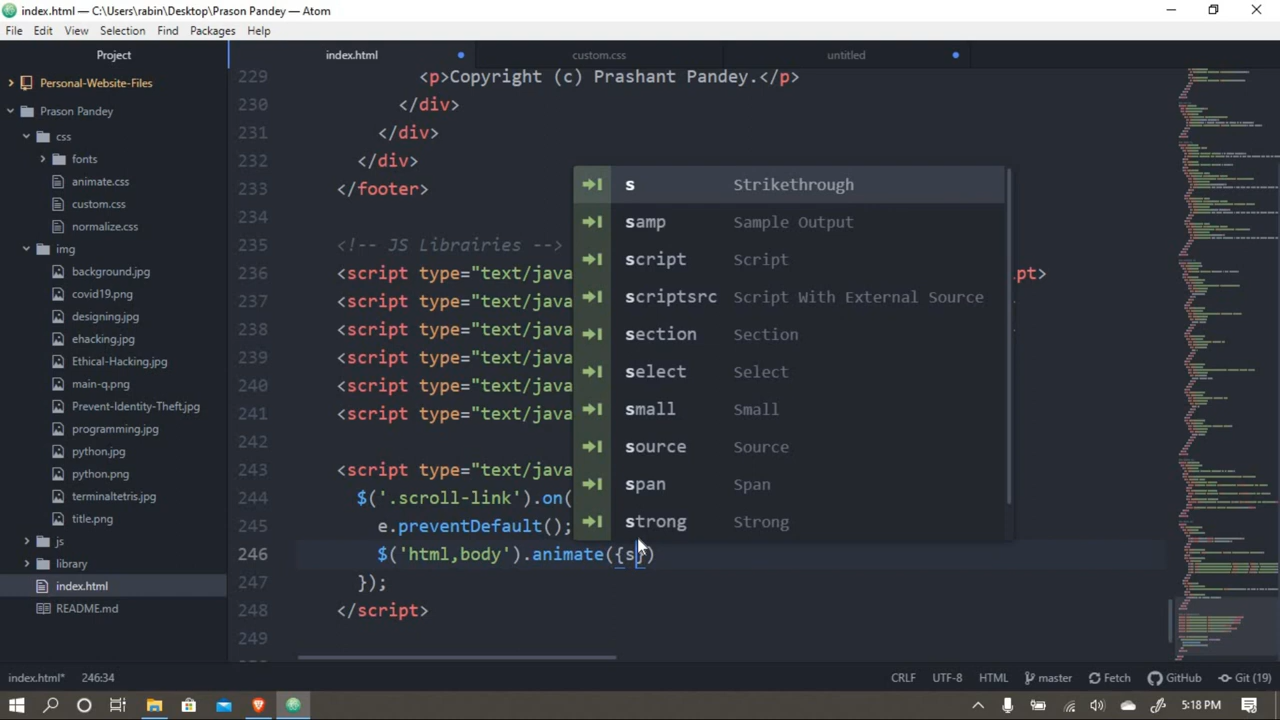 index.html — C:\Users\rabin\Desktop\Prason Pandey — Atom
File Edit View Selection Find Packages Help
Project
index.html custom.css untitled
Personal-Website-Files
Prason Pandey
css
fonts
animate.css
custom.css
normalize.css
img
background.jpg
covid19.png
designing.jpg
ehacking.jpg
Ethical-Hacking.jpg
main-q.png
Prevent-Identity-Theft.jpg
programming.jpg
python.jpg
python.png
terminaltetris.jpg
title.png
js
library
index.html
README.md
229 <p>Copyright (c) Prashant Pandey.</p>
230 </div>
231 </div>
232 </div>
233 </footer>
234
235 -- JS
236 <script type="text/java pt>
237 <script type="text/java
238 <script type="text/java
239 <script type="text/java
240 <script type="text/java
241 <script type="text/java
242
243 <script type="text/java
244 $('.scroll-link' on(
245 e.preventDefault();
246 $('html,bod ').animate({s
247 });
248 </script>
249
s Strikethrough
samp Sample Output
script Script
scriptsrc Script With External Source
section Section
select Select
small Small
source Source
span Span
strong Strong
index.html* 246:34 CRLF UTF-8 HTML master Fetch GitHub Git (19)
5:18 PM